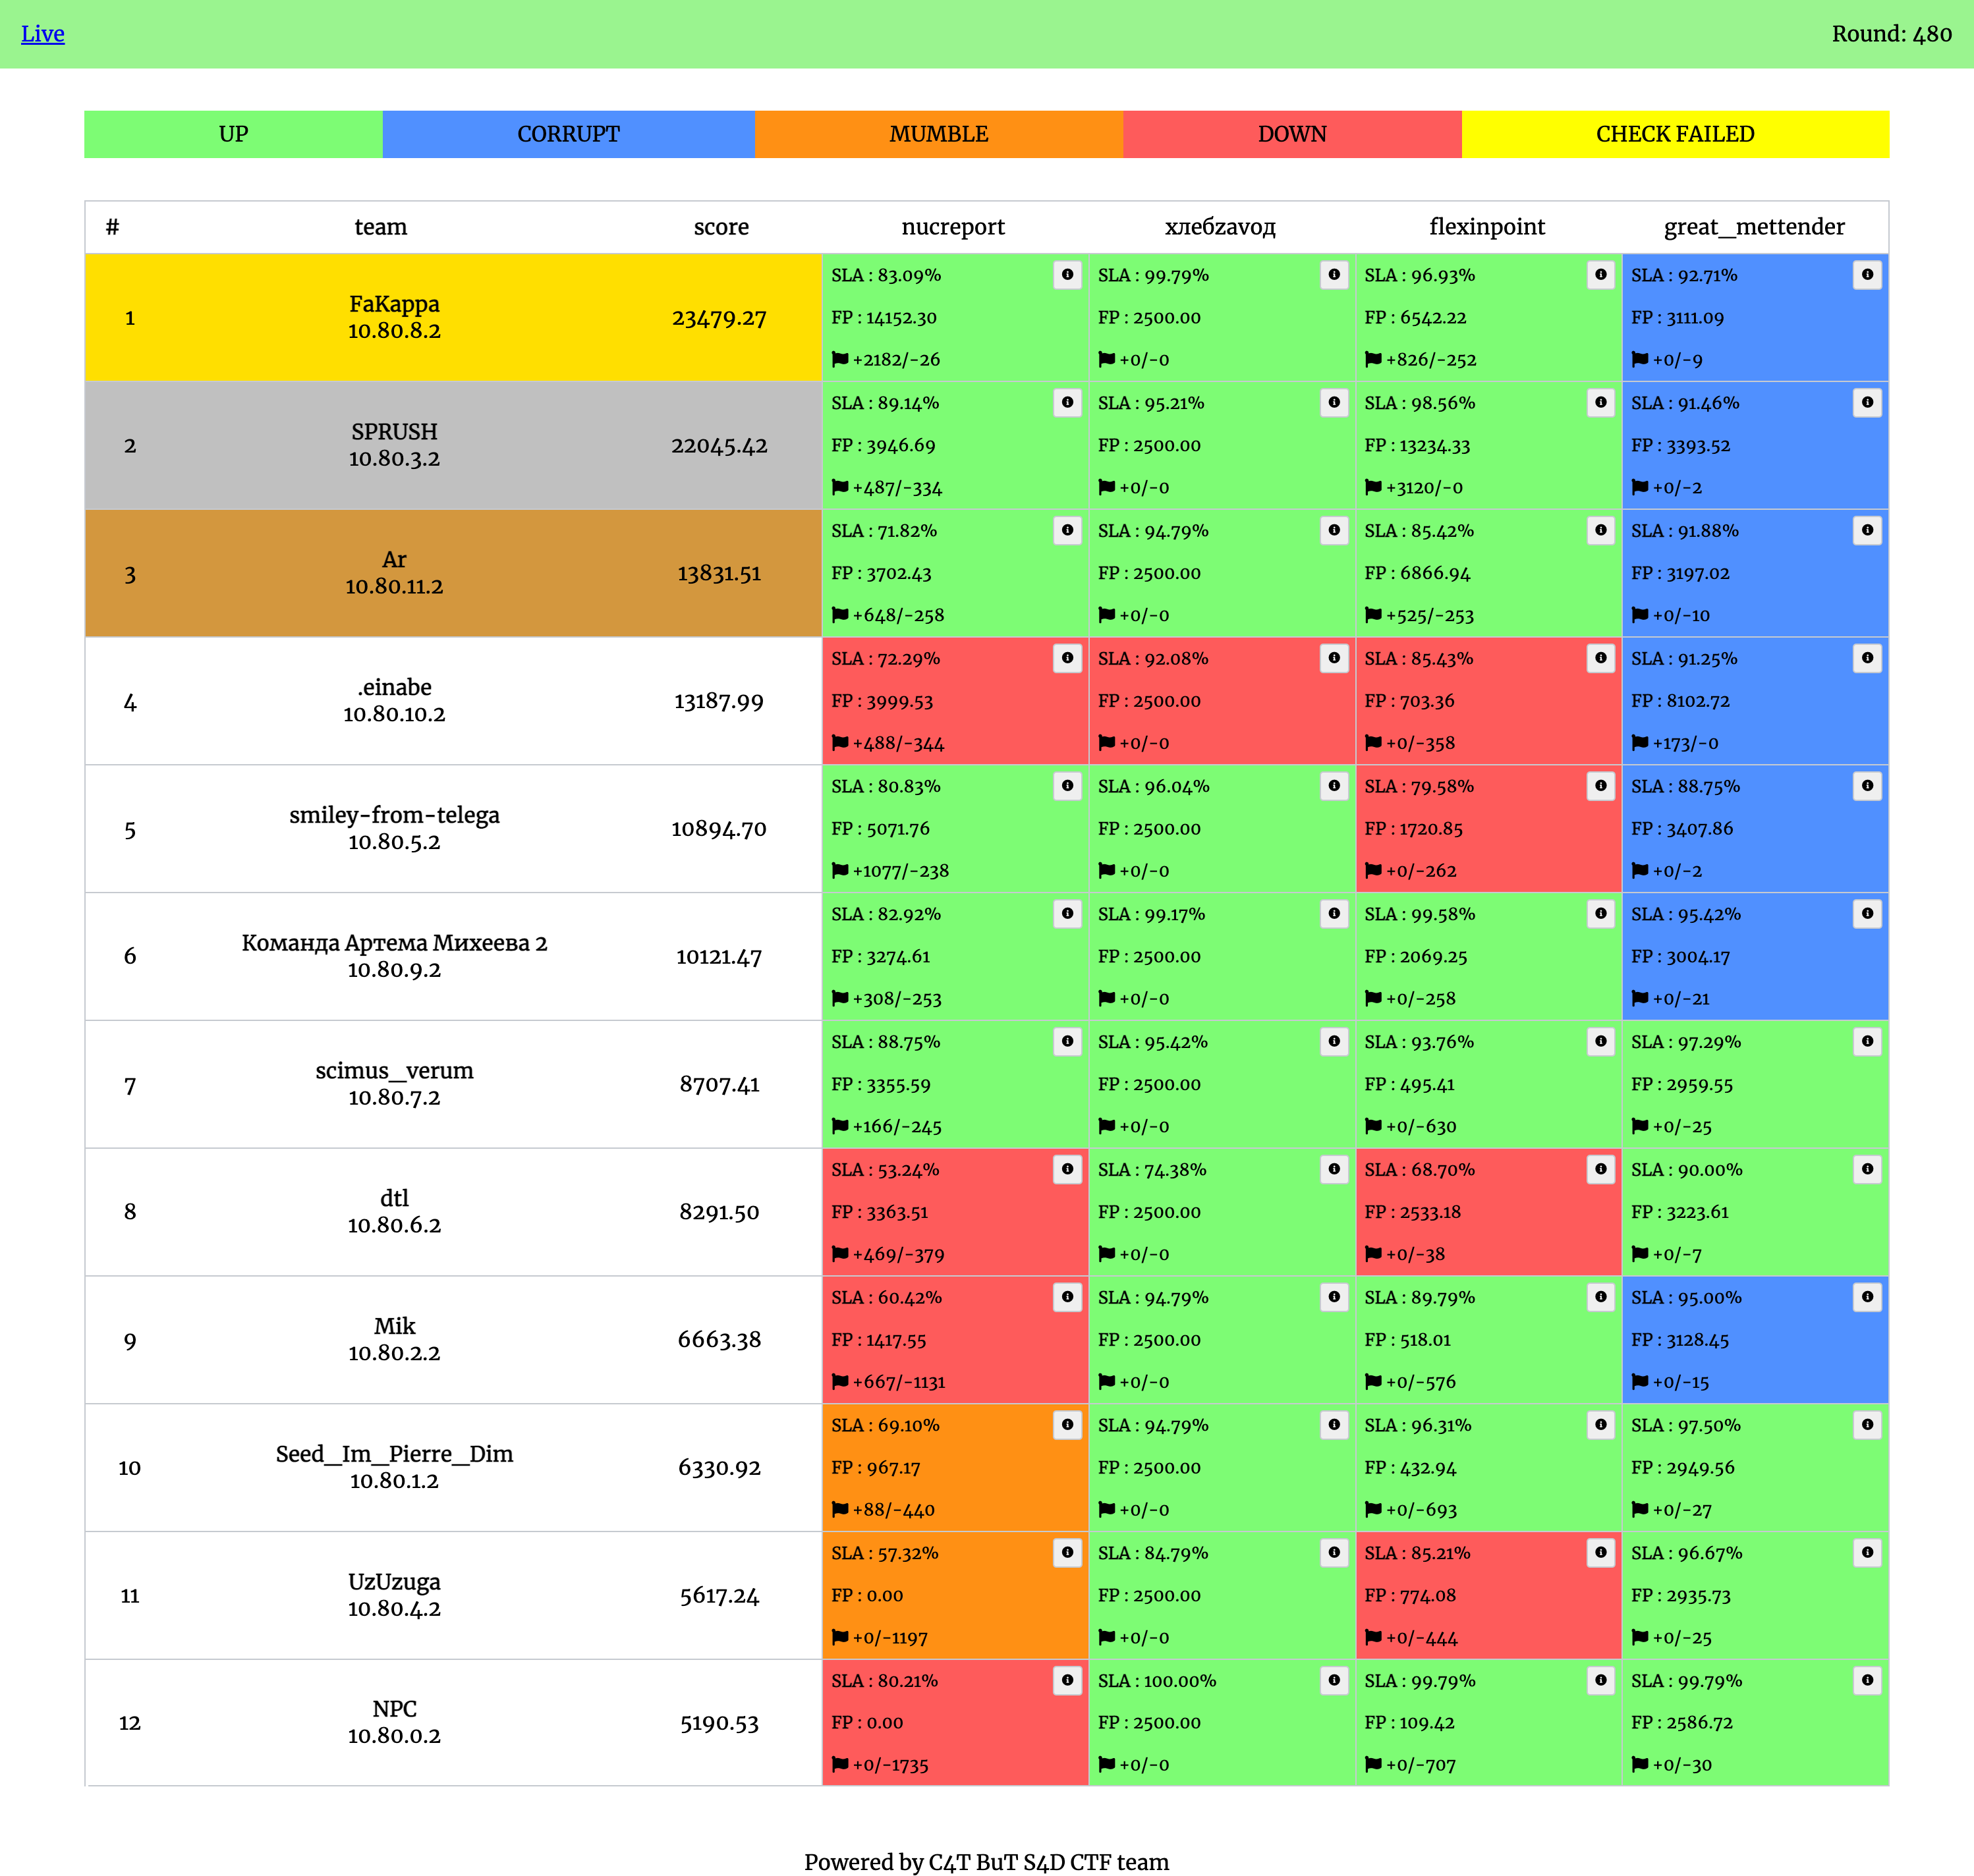 Live
Round: 480
UP CORRUPT MUMBLE DOWN CHECK FAILED
# team score nucreport хлебzavод flexinpoint great_mettender
SLA : 83.09% SLA : 99.79% SLA : 96.93% SLA : 92.71%
1 FaKappa 23479.27 FP : 14152.30 FP : 2500.00 FP : 6542.22 FP : 3111.09
10.80.8.2
+2182/-26 +0/-0 +826/-252 +0/-9
SLA : 89.14% SLA : 95.21% SLA : 98.56% SLA : 91.46%
2 SPRUSH 22045.42 FP : 3946.69 FP : 2500.00 FP : 13234.33 FP : 3393.52
10.80.3.2
+487/-334 +0/-0 +3120/-0 +0/-2
SLA : 71.82% SLA : 94.79% SLA : 85.42% SLA : 91.88%
3 Ar 13831.51 FP : 3702.43 FP : 2500.00 FP : 6866.94 FP : 3197.02
10.80.11.2
+648/-258 +0/-0 +525/-253 +0/-10
SLA : 72.29% SLA : 92.08% SLA : 85.43% SLA : 91.25%
4 .einabe 13187.99 FP : 3999.53 FP : 2500.00 FP : 703.36 FP : 8102.72
10.80.10.2
+488/-344 +0/-0 +0/-358 +173/-0
SLA : 80.83% SLA : 96.04% SLA : 79.58% SLA : 88.75%
5 smiley-from-telega 10894.70 FP : 5071.76 FP : 2500.00 FP : 1720.85 FP : 3407.86
10.80.5.2
+1077/-238 +0/-0 +0/-262 +0/-2
SLA : 82.92% SLA : 99.17% SLA : 99.58% SLA : 95.42%
6 Команда Артема Михеева 2 10121.47 FP : 3274.61 FP : 2500.00 FP : 2069.25 FP : 3004.17
10.80.9.2
+308/-253 +0/-0 +0/-258 +0/-21
SLA : 88.75% SLA : 95.42% SLA : 93.76% SLA : 97.29%
7 scimus_verum 8707.41 FP : 3355.59 FP : 2500.00 FP : 495.41 FP : 2959.55
10.80.7.2
+166/-245 +0/-0 +0/-630 +0/-25
SLA : 53.24% SLA : 74.38% SLA : 68.70% SLA : 90.00%
8 dtl 8291.50 FP : 3363.51 FP : 2500.00 FP : 2533.18 FP : 3223.61
10.80.6.2
+469/-379 +0/-0 +0/-38 +0/-7
SLA : 60.42% SLA : 94.79% SLA : 89.79% SLA : 95.00%
9 Mik 6663.38 FP : 1417.55 FP : 2500.00 FP : 518.01 FP : 3128.45
10.80.2.2
+667/-1131 +0/-0 +0/-576 +0/-15
SLA : 69.10% SLA : 94.79% SLA : 96.31% SLA : 97.50%
10 Seed_Im_Pierre_Dim 6330.92 FP : 967.17 FP : 2500.00 FP : 432.94 FP : 2949.56
10.80.1.2
+88/-440 +0/-0 +0/-693 +0/-27
SLA : 57.32% SLA : 84.79% SLA : 85.21% SLA : 96.67%
11 UzUzuga 5617.24 FP : 0.00 FP : 2500.00 FP : 774.08 FP : 2935.73
10.80.4.2
+0/-1197 +0/-0 +0/-444 +0/-25
SLA : 80.21% SLA : 100.00% SLA : 99.79% SLA : 99.79%
12 NPC 5190.53 FP : 0.00 FP : 2500.00 FP : 109.42 FP : 2586.72
10.80.0.2
+0/-1735 +0/-0 +0/-707 +0/-30
Powered by C4T BuT S4D CTF team